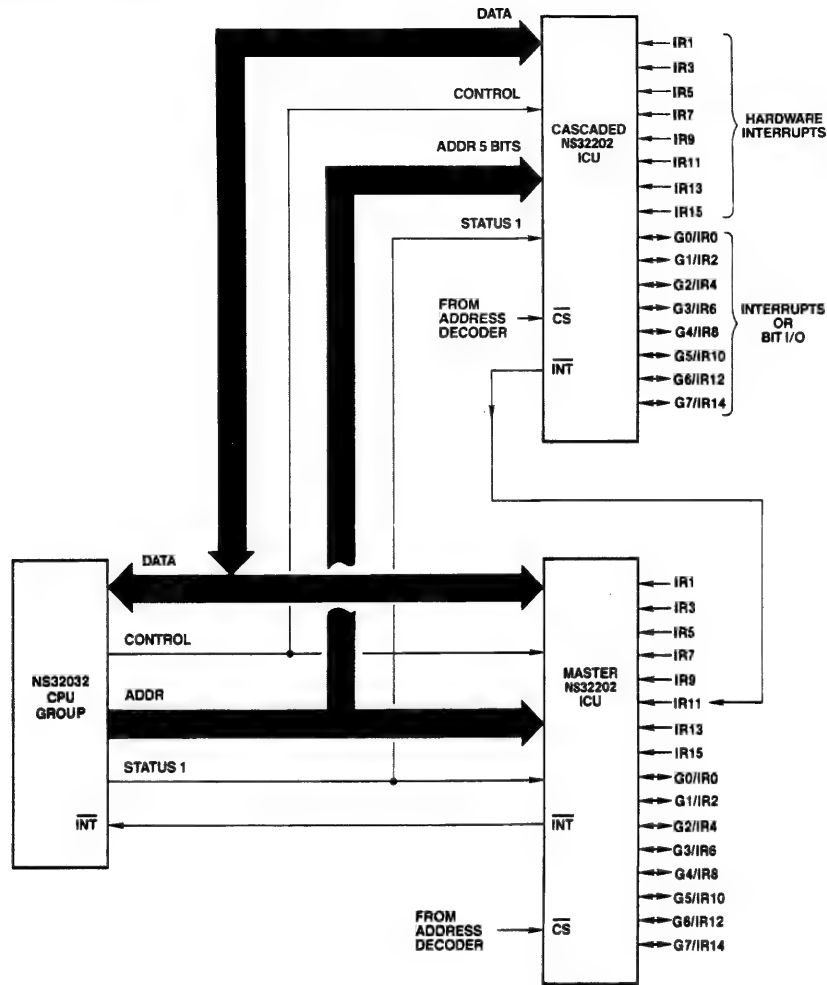 DATA
CONTROL
ADDR 5 BITS
STATUS 1
FROM
ADDRESS
DECODER
CASCADED
NS32202
ICU
CS
INT
IR1
IR3
IR5
IR7
IR9
IR11
IR13
IR15
G0/IR0
G1/IR2
G2/IR4
G3/IR6
G4/IR8
G5/IR10
G6/IR12
G7/IR14
HARDWARE
INTERRUPTS
INTERRUPTS
OR
BIT I/O
NS32032
CPU
GROUP
INT
DATA
CONTROL
ADDR
STATUS 1
FROM
ADDRESS
DECODER
MASTER
NS32202
ICU
INT
CS
IR1
IR3
IR5
IR7
IR9
IR11
IR13
IR15
G0/IR0
G1/IR2
G2/IR4
G3/IR6
G4/IR8
G5/IR10
G6/IR12
G7/IR14